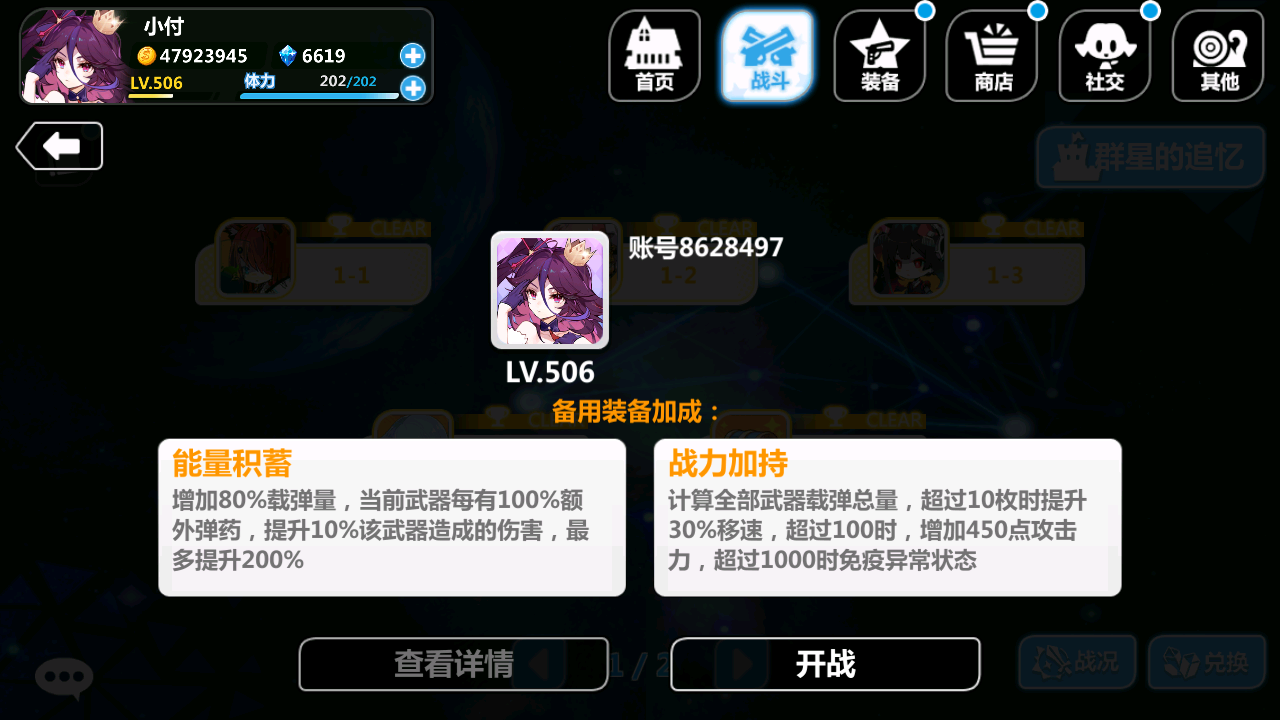 小付
47923945
6619
LV.506
体力
202/202
首页
战斗
装备
商店
社交
其他
群星的追忆
CLEAR
CLEAR
CLEAR
1-1
1-2
1-3
账号8628497
LV.506
备用装备加成：
CLEAR
能量积蓄
增加80%载弹量，当前武器每有100%额
外弹药，提升10%该武器造成的伤害，最
多提升200%
战力加持
计算全部武器载弹总量，超过10枚时提升
30%移速，超过100时，增加450点攻击
力，超过1000时免疫异常状态
查看详情
1/2
开战
战况
兑换